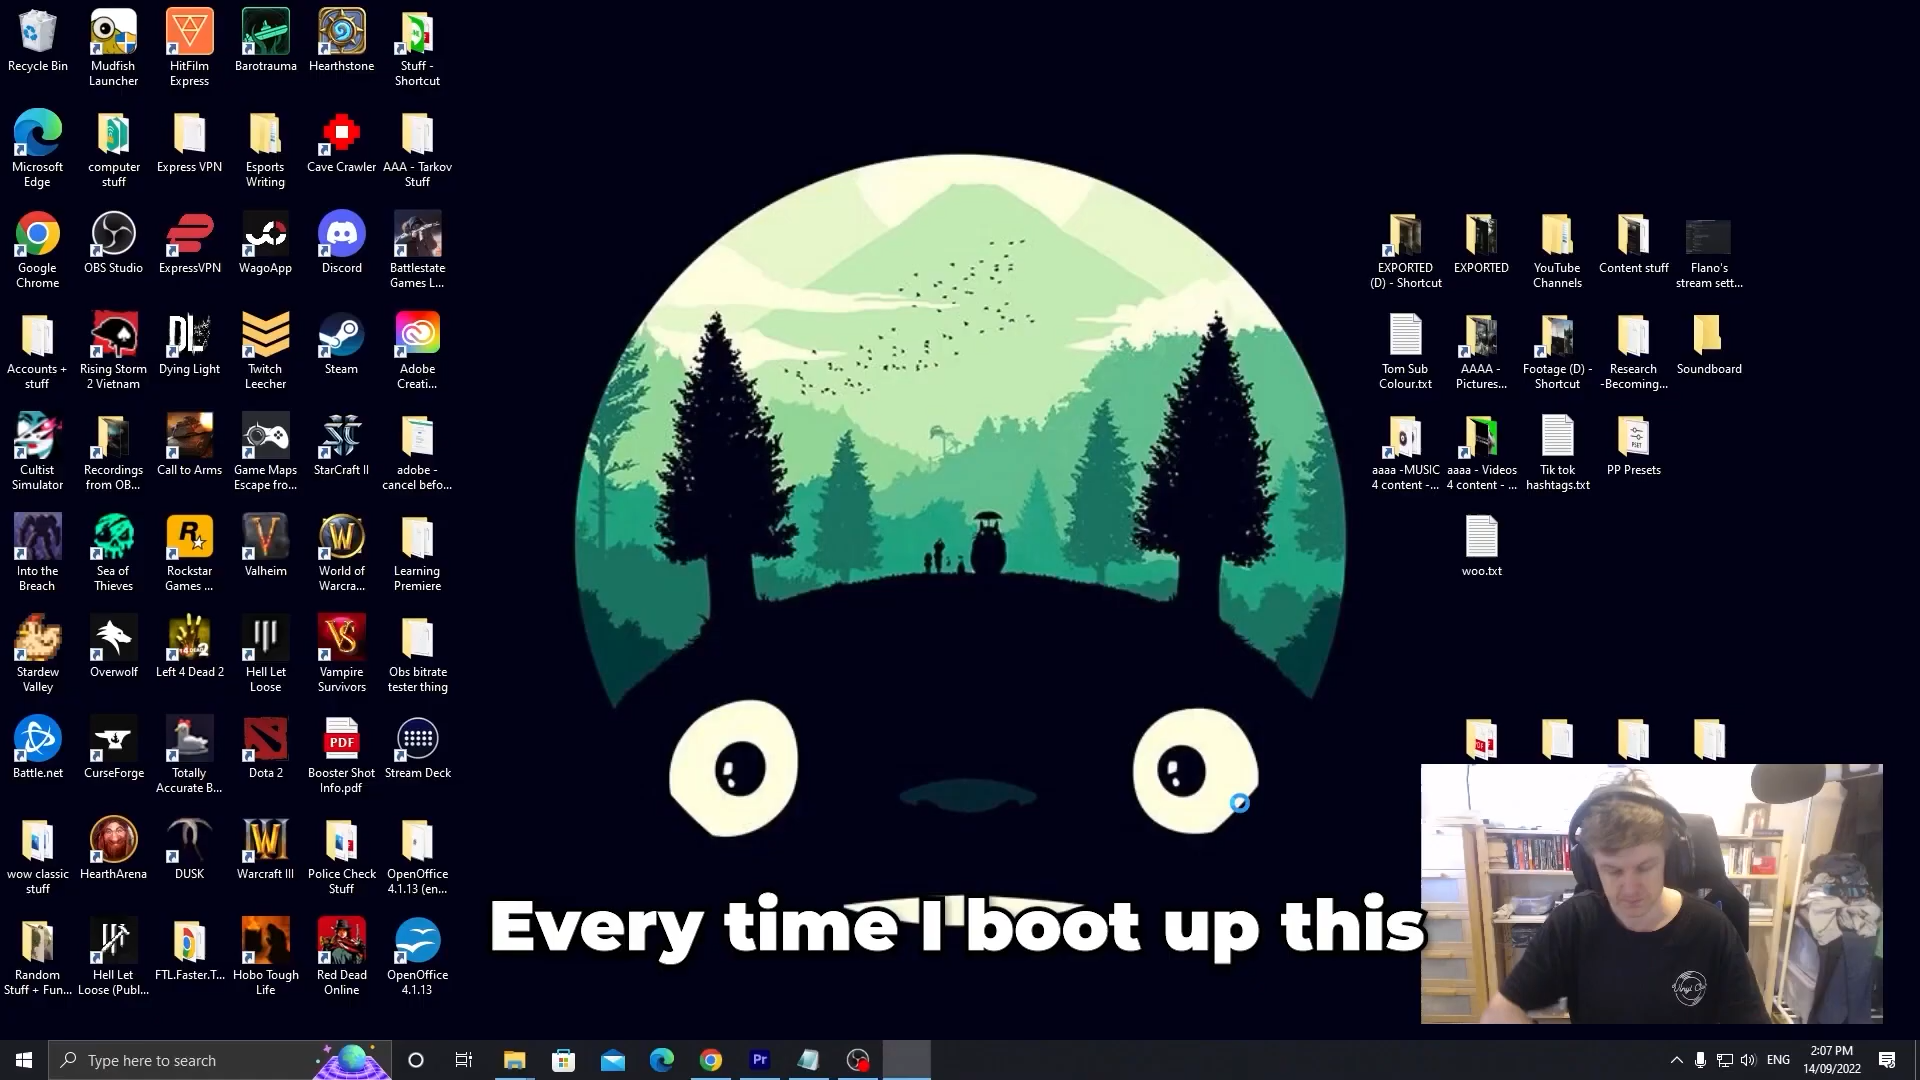 Recycle Bin
Mudfish
Launcher
HitFilm
Express
Barotrauma
Hearthstone
Stuff -
Shortcut
Microsoft
Edge
computer
stuff
Express VPN
Esports
Writing
Cave Crawler
AAA - Tarkov
Stuff
Google
Chrome
OBS Studio
ExpressVPN
WagoApp
Discord
Battlestate
Games L...
Accounts +
stuff
Rising Storm
2 Vietnam
Dying Light
Twitch
Leecher
Steam
Adobe
Creati...
Cultist
Simulator
Recordings
from OB...
Call to Arms
Game Maps
Escape fro...
StarCraft II
adobe -
cancel befo...
Into the
Breach
Sea of
Thieves
Rockstar
Games ...
Valheim
World of
Warcra...
Learning
Premiere
Stardew
Valley
Overwolf
Left 4 Dead 2
Hell Let
Loose
Vampire
Survivors
Obs bitrate
tester thing
Battle.net
CurseForge
Totally
Accurate B...
Dota 2
PDF
Booster Shot
Info.pdf
Stream Deck
wow classic
stuff
HearthArena
DUSK
Warcraft III
Police Check
Stuff
OpenOffice
4.1.13 (en...
Random
Stuff + Fun...
Hell Let
Loose (Publ...
FTL.Faster.T...
Hobo Tough
Life
Red Dead
Online
OpenOffice
4.1.13
EXPORTED
(D) - Shortcut
EXPORTED
YouTube
Channels
Content stuff
Flano's
stream sett...
Tom Sub
Colour.txt
AAAA -
Pictures...
Footage (D) -
Shortcut
Research
-Becoming...
Soundboard
aaaa -MUSIC
4 content -...
aaaa - Videos
4 content - ...
Tik tok
hashtags.txt
PSET
PP Presets
woo.txt
Every time I boot up this
Type here to search
Pr
ENG
2:07 PM
14/09/2022